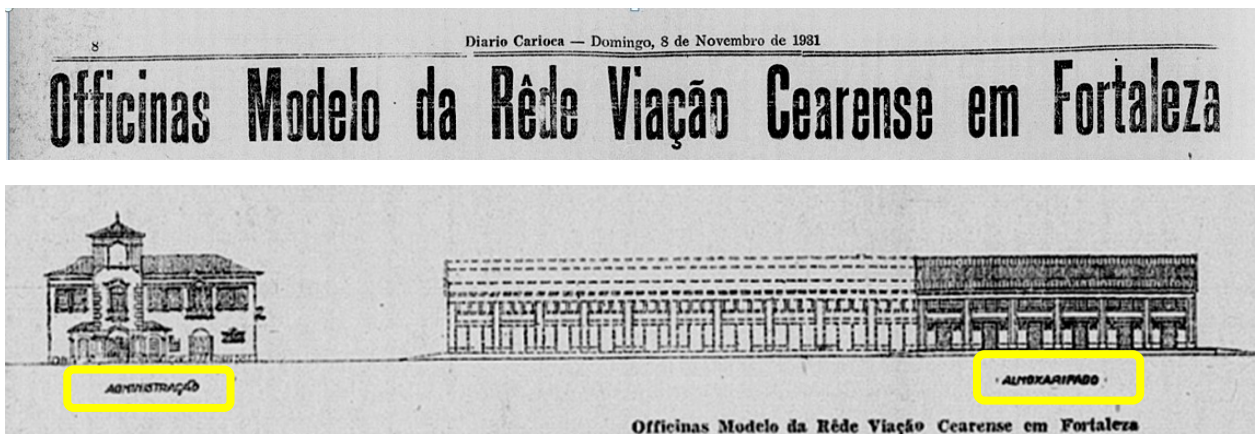 8
Diario Carioca — Domingo, 8 de Novembro de 1931
Officinas Modelo da Rêde Viação Cearense em Fortaleza
ADMINISTRAÇÃO
ALMOXARIFADO
Officinas Modelo da Rêde Viação Cearense em Fortaleza